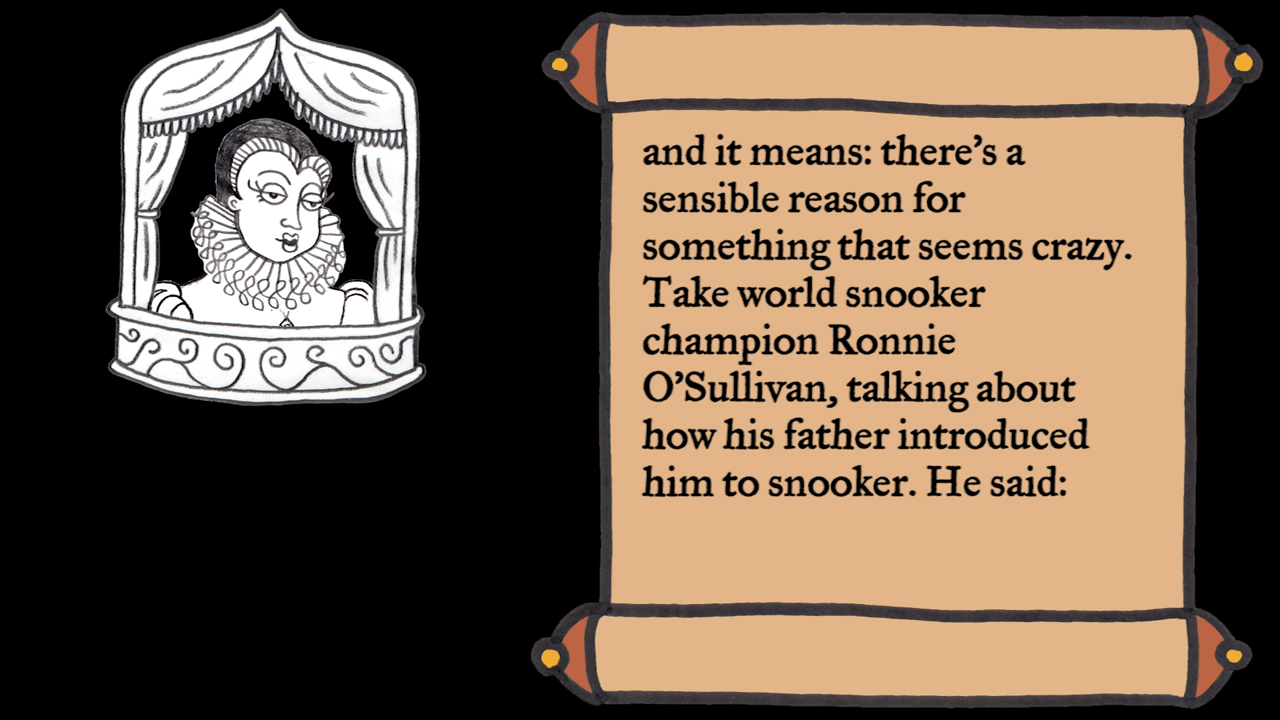 and it means: there's a
sensible reason for
something that seems crazy.
Take world snooker
champion Ronnie
O'Sullivan, talking about
how his father introduced
him to snooker. He said: